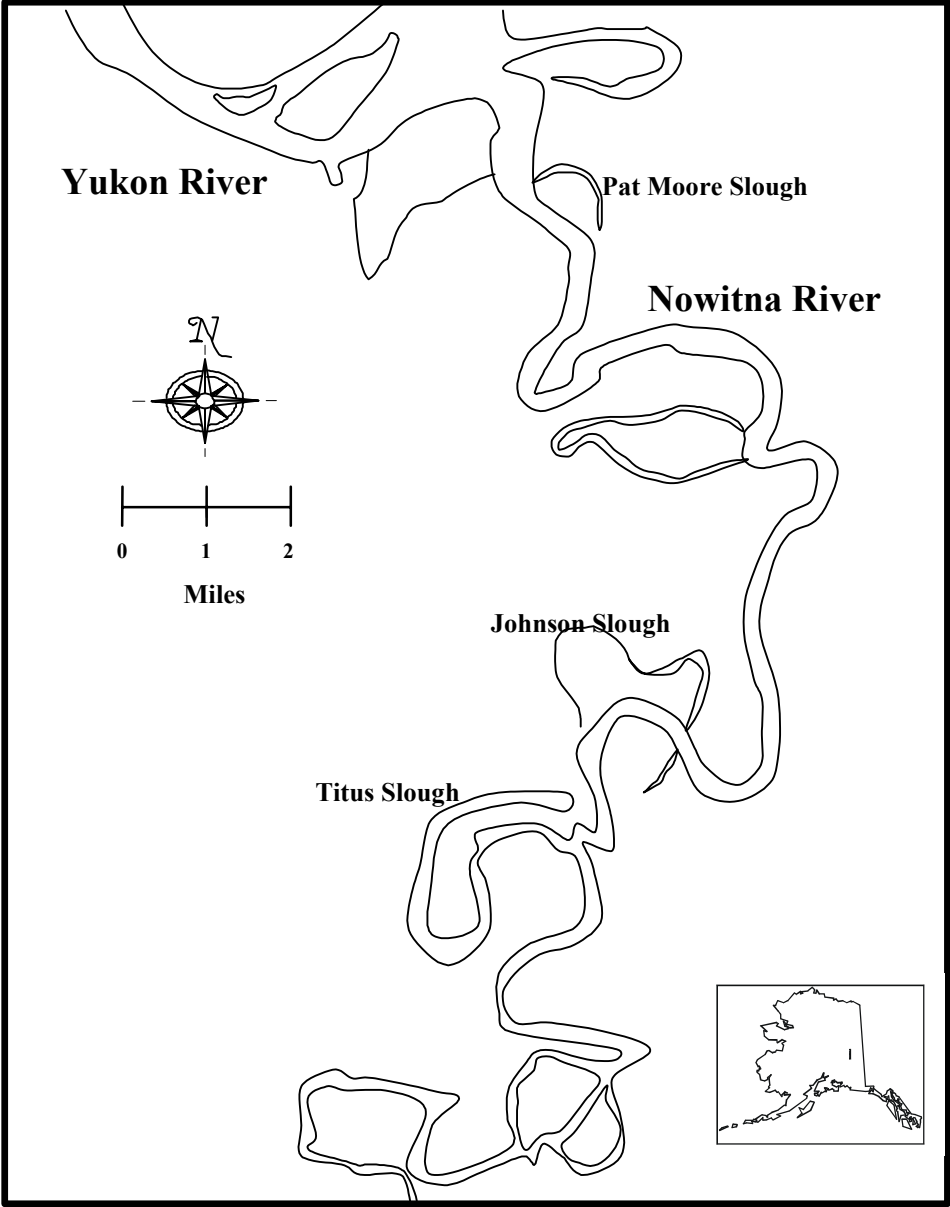 Yukon River
Pat Moore Slough
Nowitna River
N
0 1 2
Miles
Johnson Slough
Titus Slough